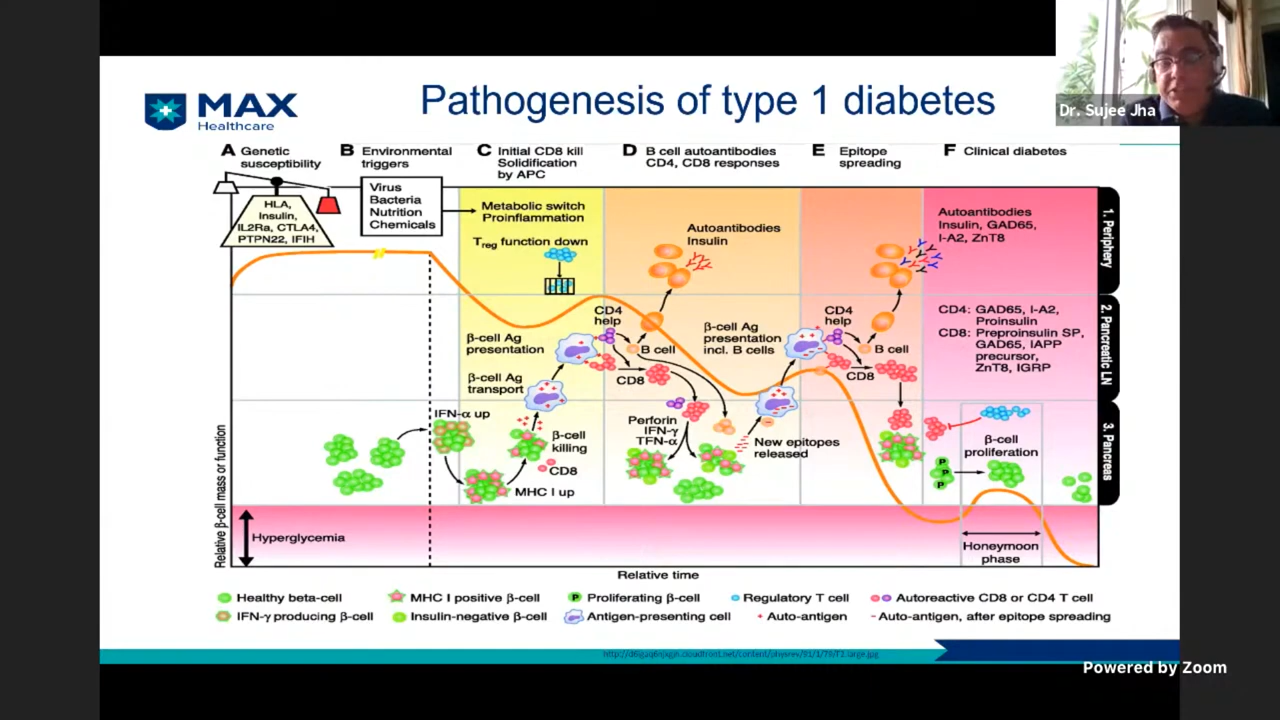 Dr. Sujee Jha
MAX
Healthcare
Pathogenesis of type 1 diabetes
A Genetic
susceptibility
B Environmental
triggers
C Initial CD8 kill
Solidification
by APC
D B cell autoantibodies
CD4, CD8 responses
E Epitope
spreading
F Clinical diabetes
HLA,
Insulin,
IL2Ra, CTLA4,
PTPN22, IFIH
Virus
Bacteria
Nutrition
Chemicals
Metabolic switch
Proinflammation
Treg function down
Autoantibodies
Insulin
Autoantibodies
Insulin, GAD65,
I-A2, ZnT8
1. Periphery
β-cell Ag
presentation
CD4
help
B cell
CD8
β-cell Ag
presentation
incl. B cells
CD4
help
B cell
CD8
CD4: GAD65, I-A2,
Proinsulin
CD8: Preproinsulin SP,
GAD65, IAPP
precursor,
ZnT8, IGRP
2. Pancreatic LN
β-cell Ag
transport
IFN-α up
β-cell
killing
CD8
MHC I up
Perforin
IFN-γ
TFN-α
New epitopes
released
P
P
P
β-cell
proliferation
3. Pancreas
Relative β-cell mass or function
Hyperglycemia
Honeymoon
phase
Relative time
Healthy beta-cell
MHC I positive β-cell
P Proliferating β-cell
Regulatory T cell
Autoreactive CD8 or CD4 T cell
IFN-γ producing β-cell
Insulin-negative β-cell
Antigen-presenting cell
Auto-antigen
Auto-antigen, after epitope spreading
Powered by Zoom